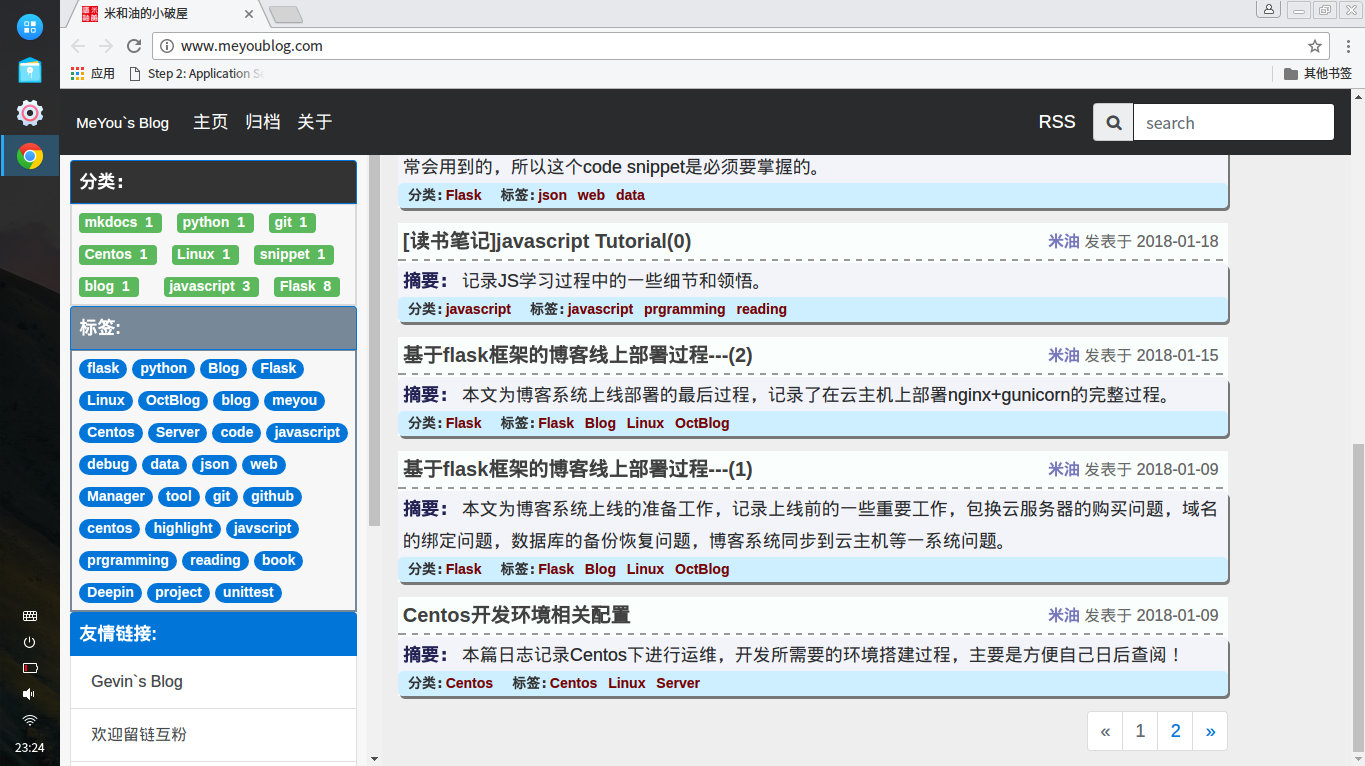 米和油的小破屋
www.meyoublog.com
应用 Step 2: Application 其他书签
MeYou`s Blog 主页 归档 关于 RSS search
分类:
mkdocs 1 python 1 git 1
Centos 1 Linux 1 snippet 1
blog 1 javascript 3 Flask 8
标签:
flask python Blog Flask
Linux OctBlog blog meyou
Centos Server code javascript
debug data json web
Manager tool git github
centos highlight javscript
prgramming reading book
Deepin project unittest
友情链接:
Gevin`s Blog
欢迎留链互粉
常会用到的，所以这个code snippet是必须要掌握的。
分类:Flask 标签:json web data
[读书笔记]javascript Tutorial(0) 米油 发表于 2018-01-18
摘要: 记录JS学习过程中的一些细节和领悟。
分类:javascript 标签:javascript prgramming reading
基于flask框架的博客线上部署过程---(2) 米油 发表于 2018-01-15
摘要: 本文为博客系统上线部署的最后过程，记录了在云主机上部署nginx+gunicorn的完整过程。
分类:Flask 标签:Flask Blog Linux OctBlog
基于flask框架的博客线上部署过程---(1) 米油 发表于 2018-01-09
摘要: 本文为博客系统上线的准备工作，记录上线前的一些重要工作，包换云服务器的购买问题，域名
的绑定问题，数据库的备份恢复问题，博客系统同步到云主机等一系统问题。
分类:Flask 标签:Flask Blog Linux OctBlog
Centos开发环境相关配置 米油 发表于 2018-01-09
摘要: 本篇日志记录Centos下进行运维，开发所需要的环境搭建过程，主要是方便自己日后查阅！
分类:Centos 标签:Centos Linux Server
« 1 2 »
23:24